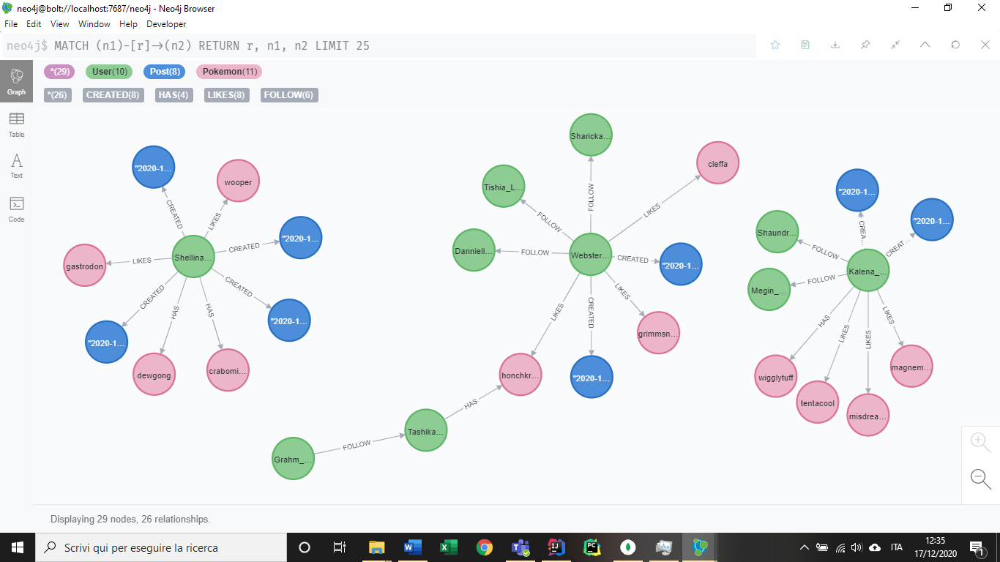 neo4j@bolt://localhost:7687/neo4j - Neo4j Browser
File Edit View Window Help Developer
neo4j$ MATCH (n1)-[r]→(n2) RETURN r, n1, n2 LIMIT 25
*(29) User(10) Post(8) Pokemon(11)
*(26) CREATED(8) HAS(4) LIKES(8) FOLLOW(6)
Graph
Table
Text
Code
"2020-1...
wooper
CREATED
LIKES
"2020-1...
CREATED
Shellina...
LIKES
gastrodon
CREATED
CREATED
HAS
HAS
"2020-1...
"2020-1...
dewgong
crabomi...
Sharicka...
cleffa
Tishia_L...
FOLLOW
LIKES
FOLLOW
Danniell...
FOLLOW
Webster...
CREATED
"2020-1...
LIKES
LIKES
CREATED
grimmsn...
honchkr...
"2020-1...
HAS
Tashika...
FOLLOW
Grahm_...
"2020-1...
"2020-1...
CREA...
CREAT...
Shaundr...
FOLLOW
Kalena_...
FOLLOW
Megin_...
HAS
LIKES
LIKES
LIKES
wigglytuff
tentacool
misdrea...
magnem...
Displaying 29 nodes, 26 relationships.
Scrivi qui per eseguire la ricerca
ITA
12:35
17/12/2020
1